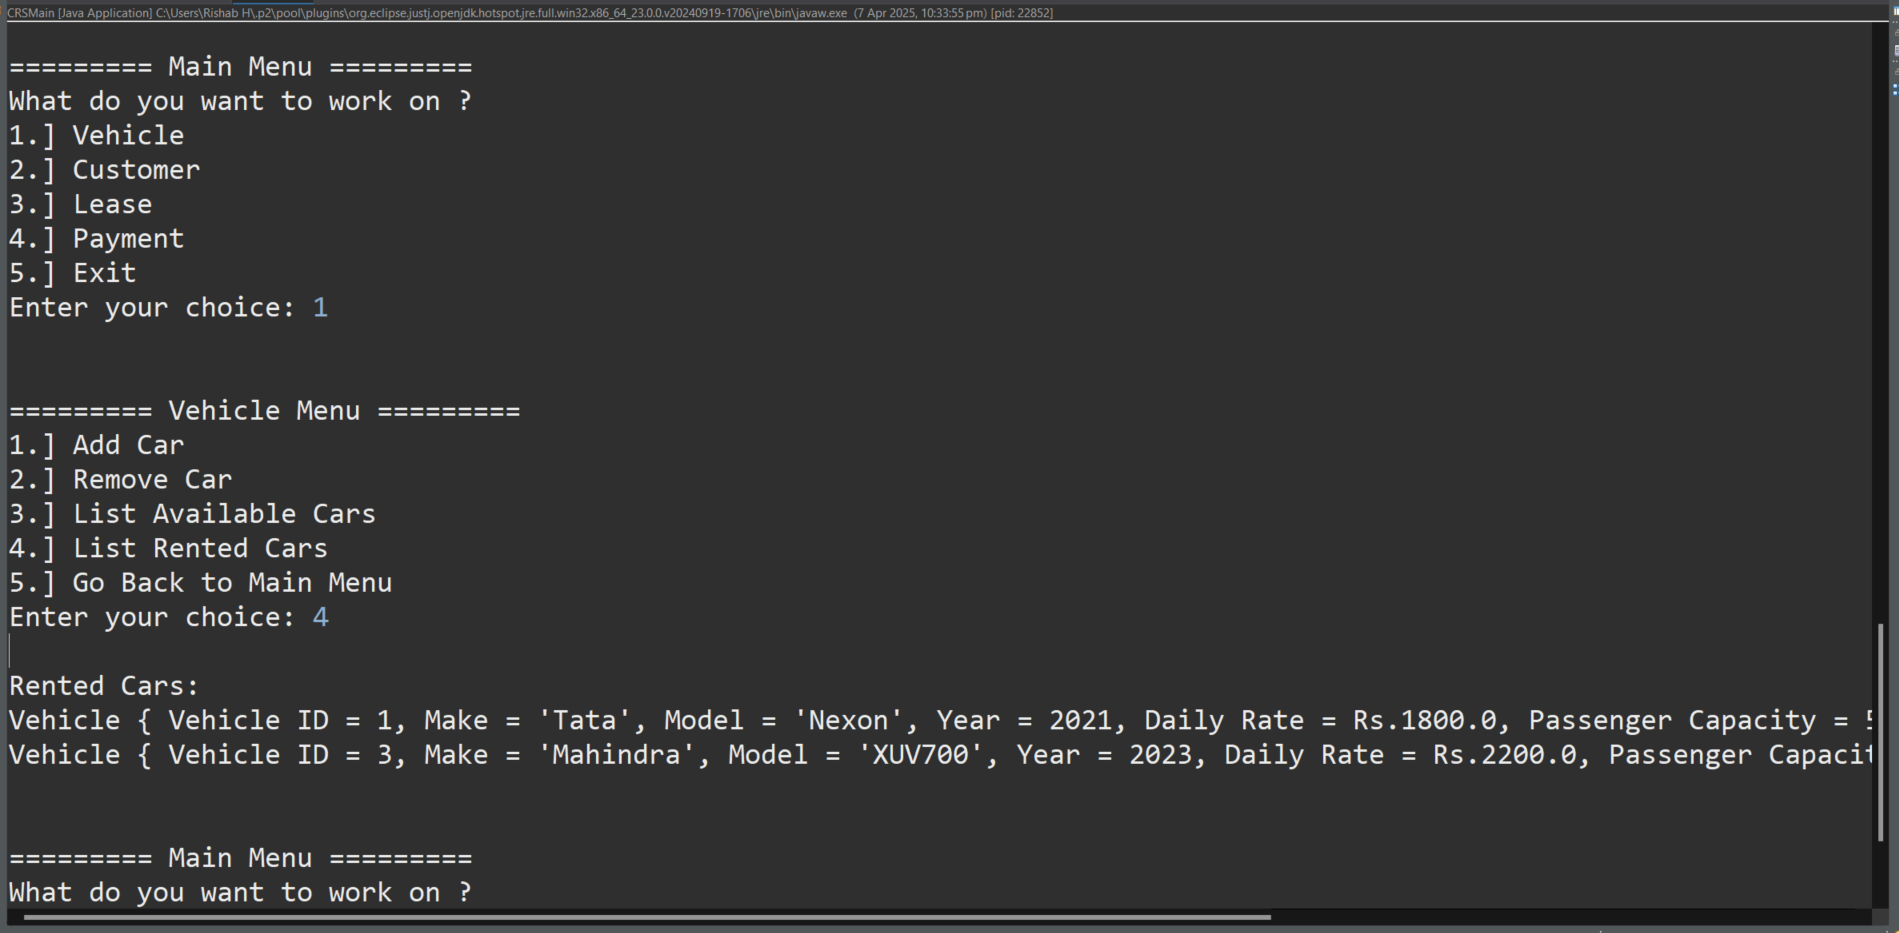 CRSMain [Java Application] C:\Users\Rishab H\.p2\pool\plugins\org.eclipse.justj.openjdk.hotspot.jre.full.win32.x86_64_23.0.0.v20240919-1706\jre\bin\javaw.exe (7 Apr 2025, 10:33:55 pm) [pid: 22852]
========= Main Menu =========
What do you want to work on ?
1.] Vehicle
2.] Customer
3.] Lease
4.] Payment
5.] Exit
Enter your choice: 1
========= Vehicle Menu =========
1.] Add Car
2.] Remove Car
3.] List Available Cars
4.] List Rented Cars
5.] Go Back to Main Menu
Enter your choice: 4
Rented Cars:
Vehicle { Vehicle ID = 1, Make = 'Tata', Model = 'Nexon', Year = 2021, Daily Rate = Rs.1800.0, Passenger Capacity =
Vehicle { Vehicle ID = 3, Make = 'Mahindra', Model = 'XUV700', Year = 2023, Daily Rate = Rs.2200.0, Passenger
========= Main Menu =========
What do you want to work on ?